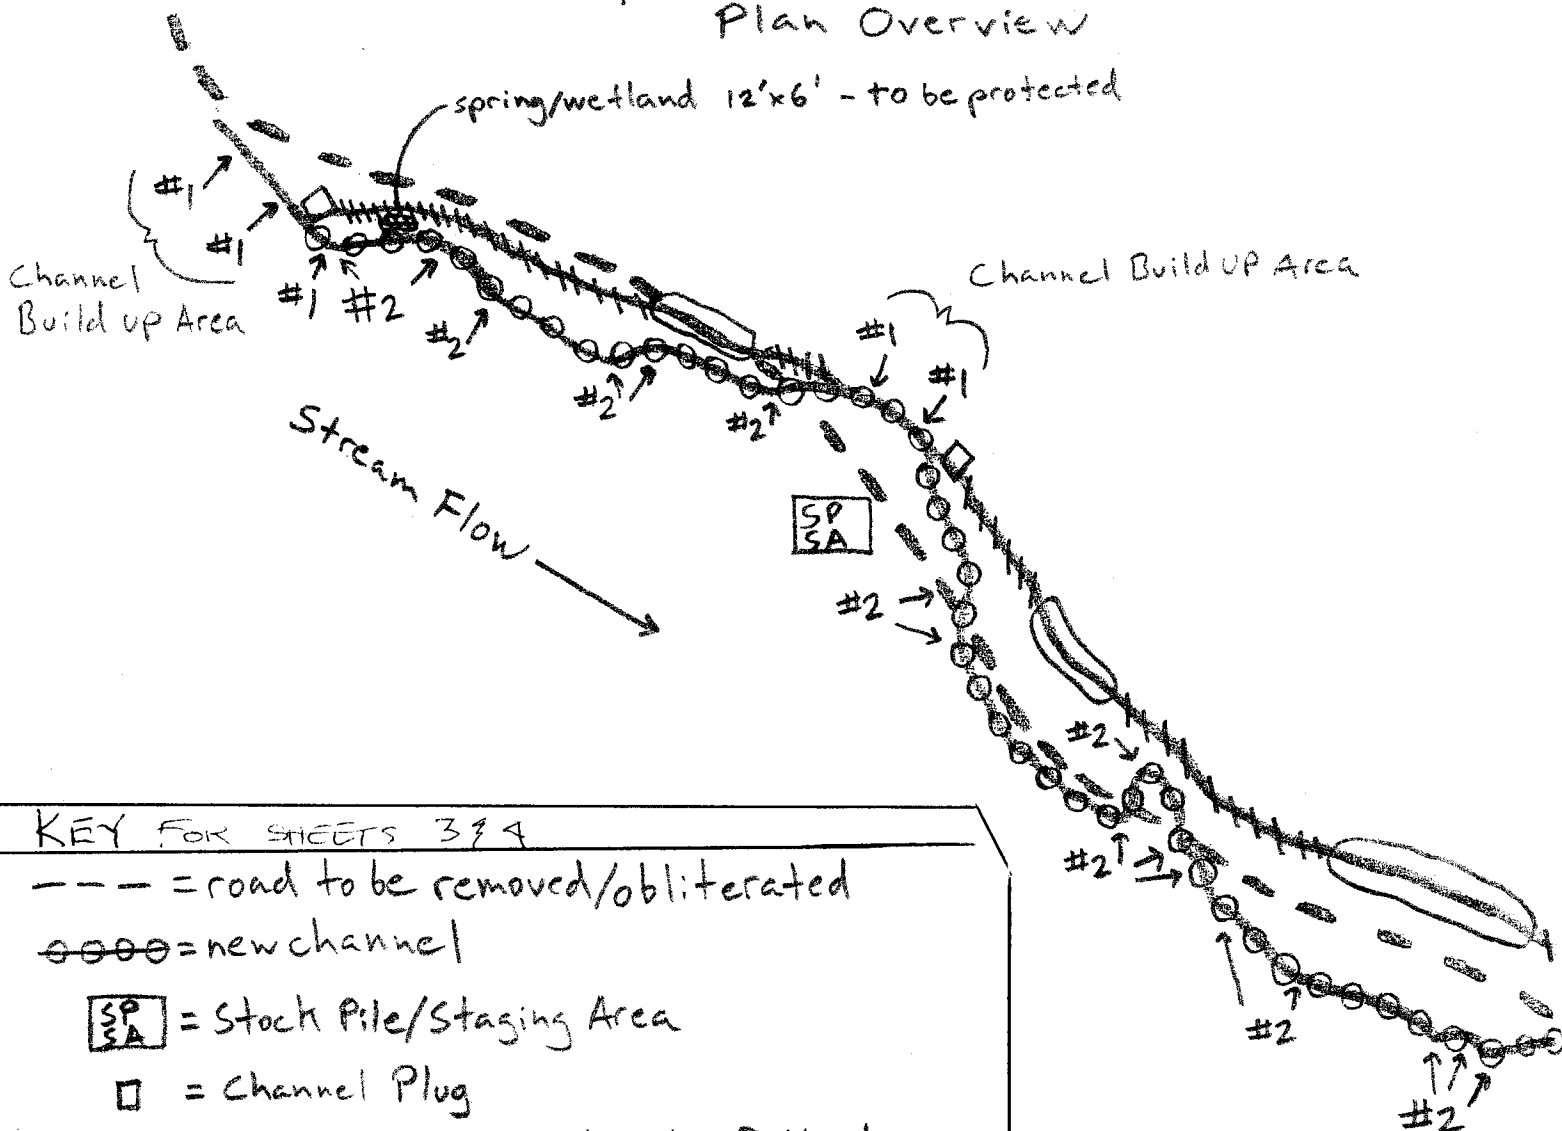 Plan Overview
spring/wetland 12'x6' - to be protected
#1
#1
Channel
Build up Area
#1 #2
#2
#2
#2
Channel Build up Area
#1
#1
Stream Flow
SP
SA
#2
#2
#2
#2
#2
KEY FOR SHEETS 3 & 4
--- = road to be removed/obliterated
= new channel
SP
SA
= Stock Pile/Staging Area
= Channel Plug